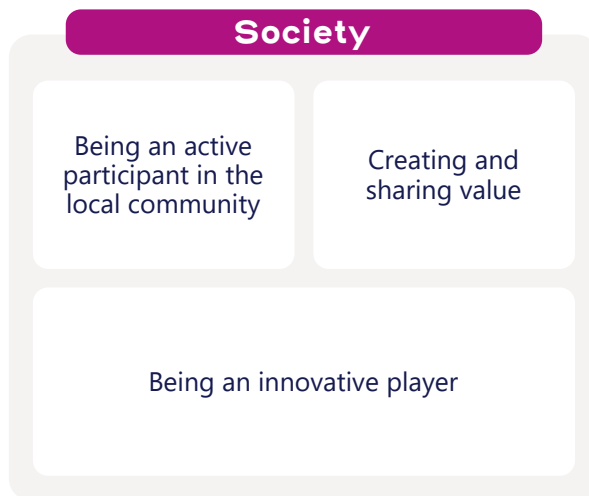 Society
Being an active
participant in the
local community
Creating and
sharing value
Being an innovative player